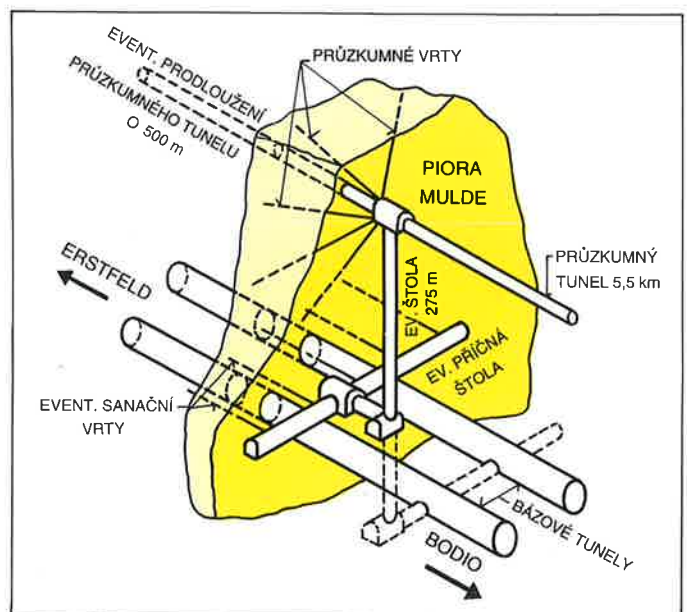 EVENT. PRODLOUŽENÍ
PRŮZKUMNÉHO TUNELU
O 500 m
PRŮZKUMNÉ VRTY
PIORA
MULDE
PRŮZKUMNÝ
TUNEL 5,5 km
ERSTFELD
EV. ŠTOLA
275 m
EV. PŘÍČNÁ
ŠTOLA
EVENT. SANAČNÍ
VRTY
BÁZOVÉ TUNELY
BODIO